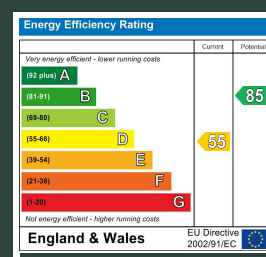 Energy Efficiency Rating
Current Potential
Very energy efficient - lower running costs
(92 plus) A
(81-91) B
85
(69-80) C
(55-68) D
55
(39-54) E
(21-38) F
(1-20) G
Not energy efficient - higher running costs
England & Wales
EU Directive
2002/91/EC